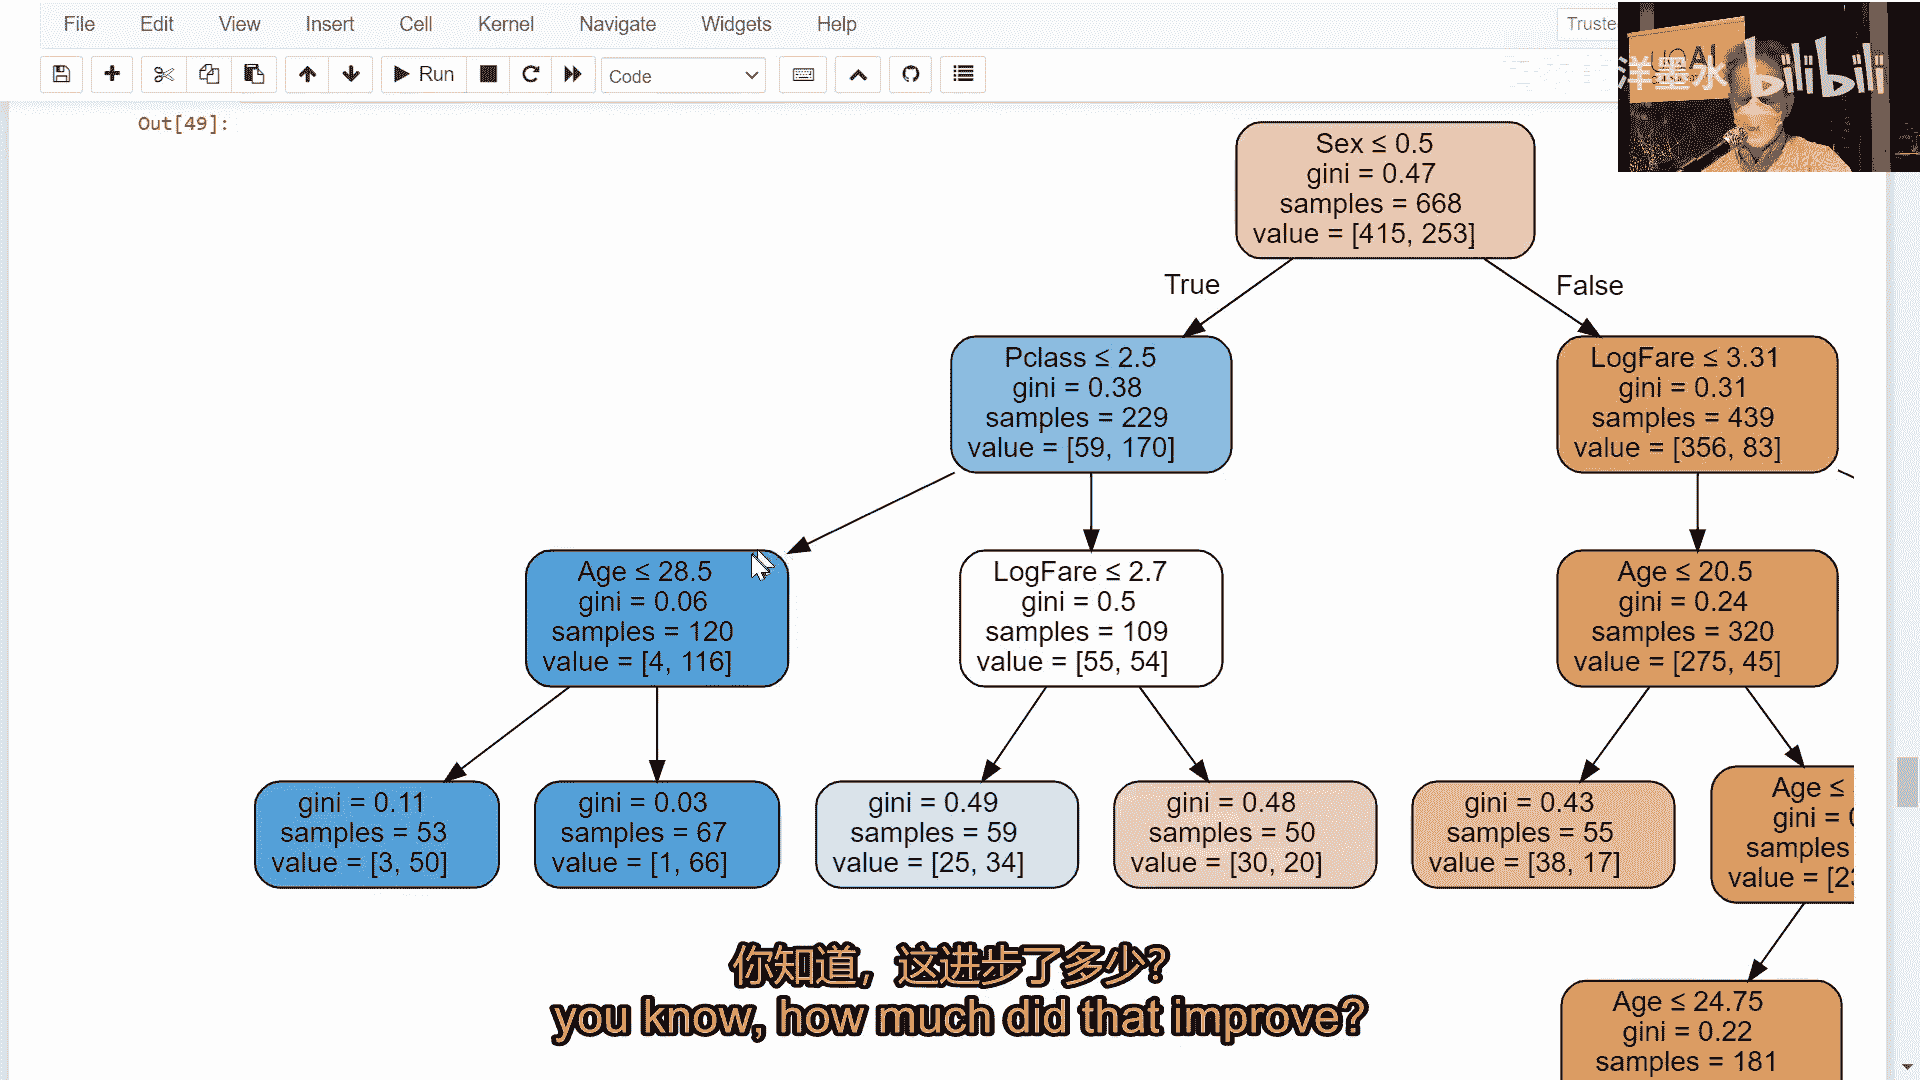 File Edit View Insert Cell Kernel Navigate Widgets Help
Truste
Run
Code
洋墨水
bilibili
Out[49]:
Sex ≤ 0.5
gini = 0.47
samples = 668
value = [415, 253]
True
False
Pclass ≤ 2.5
gini = 0.38
samples = 229
value = [59, 170]
LogFare ≤ 3.31
gini = 0.31
samples = 439
value = [356, 83]
Age ≤ 28.5
gini = 0.06
samples = 120
value = [4, 116]
LogFare ≤ 2.7
gini = 0.5
samples = 109
value = [55, 54]
Age ≤ 20.5
gini = 0.24
samples = 320
value = [275, 45]
gini = 0.11
samples = 53
value = [3, 50]
gini = 0.03
samples = 67
value = [1, 66]
gini = 0.49
samples = 59
value = [25, 34]
gini = 0.48
samples = 50
value = [30, 20]
gini = 0.43
samples = 55
value = [38, 17]
Age ≤
gini =
samples
value = [2
Age ≤ 24.75
gini = 0.22
samples = 181
你知道，这进步了多少？
you know, how much did that improve?